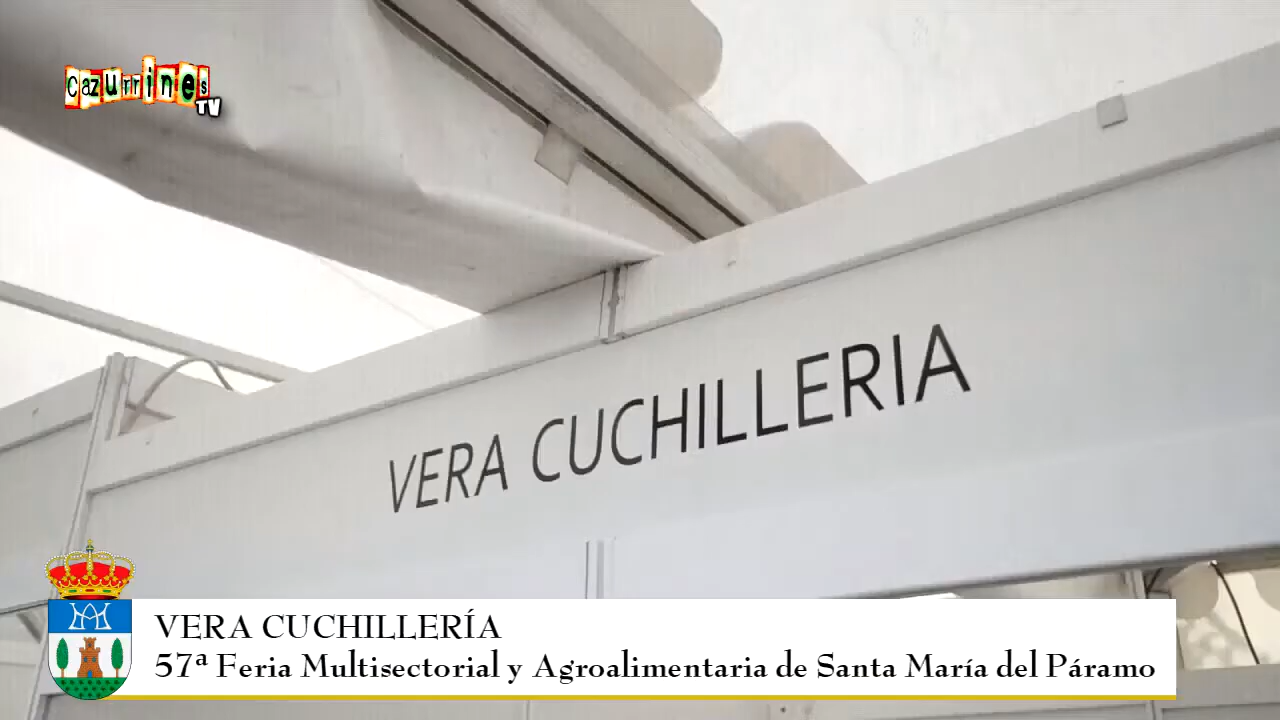 Cazurrines
TV
VERA CUCHILLERIA
VERA CUCHILLERÍA
57ª Feria Multisectorial y Agroalimentaria de Santa María del Páramo